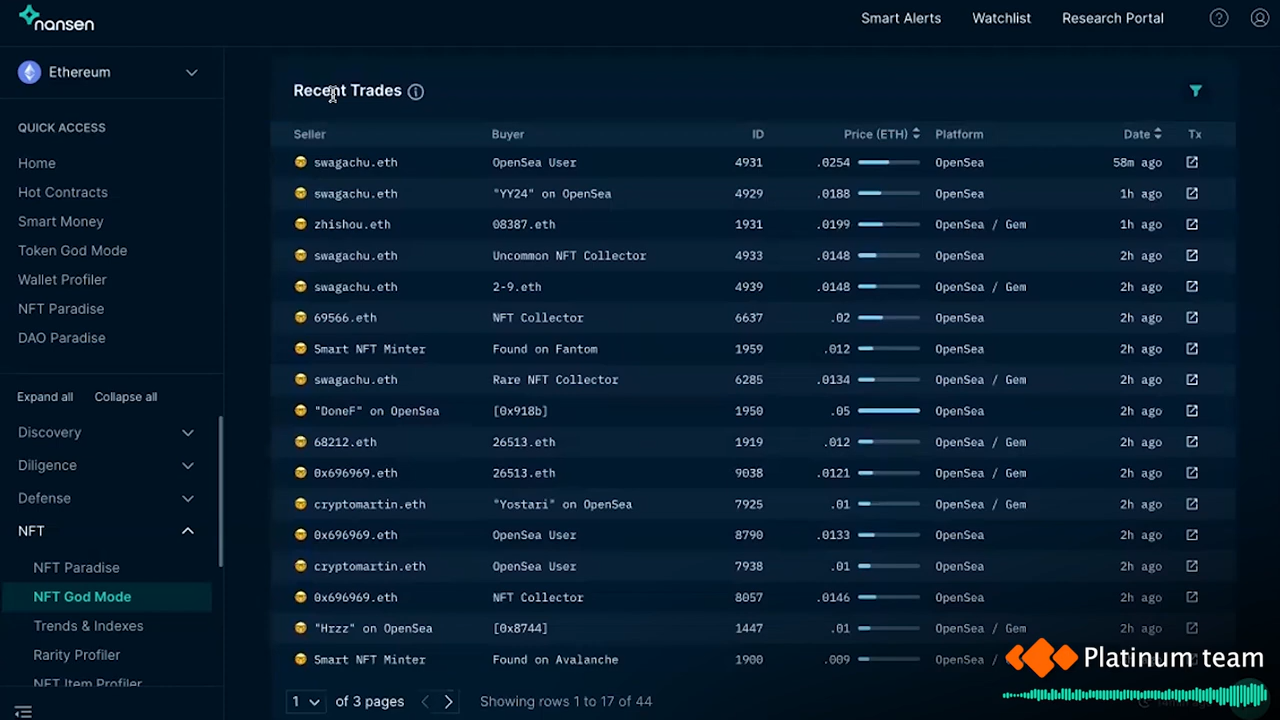 nansen
Smart Alerts Watchlist Research Portal
Ethereum
QUICK ACCESS
Home
Hot Contracts
Smart Money
Token God Mode
Wallet Profiler
NFT Paradise
DAO Paradise
Expand all Collapse all
Discovery
Diligence
Defense
NFT
NFT Paradise
NFT God Mode
Trends & Indexes
Rarity Profiler
NFT Item Profiler
Recent Trades
Seller Buyer ID Price (ETH) Platform Date Tx
swagachu.eth OpenSea User 4931 .0254 OpenSea 58m ago
swagachu.eth "YY24" on OpenSea 4929 .0188 OpenSea 1h ago
zhishou.eth 08387.eth 1931 .0199 OpenSea / Gem 1h ago
swagachu.eth Uncommon NFT Collector 4933 .0148 OpenSea 2h ago
swagachu.eth 2-9.eth 4939 .0148 OpenSea / Gem 2h ago
69566.eth NFT Collector 6637 .02 OpenSea 2h ago
Smart NFT Minter Found on Fantom 1959 .012 OpenSea 2h ago
swagachu.eth Rare NFT Collector 6285 .0134 OpenSea / Gem 2h ago
"DoneF" on OpenSea [0x918b] 1950 .05 OpenSea 2h ago
68212.eth 26513.eth 1919 .012 OpenSea / Gem 2h ago
0x696969.eth 26513.eth 9038 .0121 OpenSea / Gem 2h ago
cryptomartin.eth "Yostari" on OpenSea 7925 .01 OpenSea / Gem 2h ago
0x696969.eth OpenSea User 8790 .0133 OpenSea 2h ago
cryptomartin.eth OpenSea User 7938 .01 OpenSea 2h ago
0x696969.eth NFT Collector 8057 .0146 OpenSea 2h ago
"Hrzz" on OpenSea [0x8744] 1447 .01 OpenSea / Gem 2h ago
Smart NFT Minter Found on Avalanche 1900 .009 OpenSea /
Platinum team
1 of 3 pages Showing rows 1 to 17 of 44